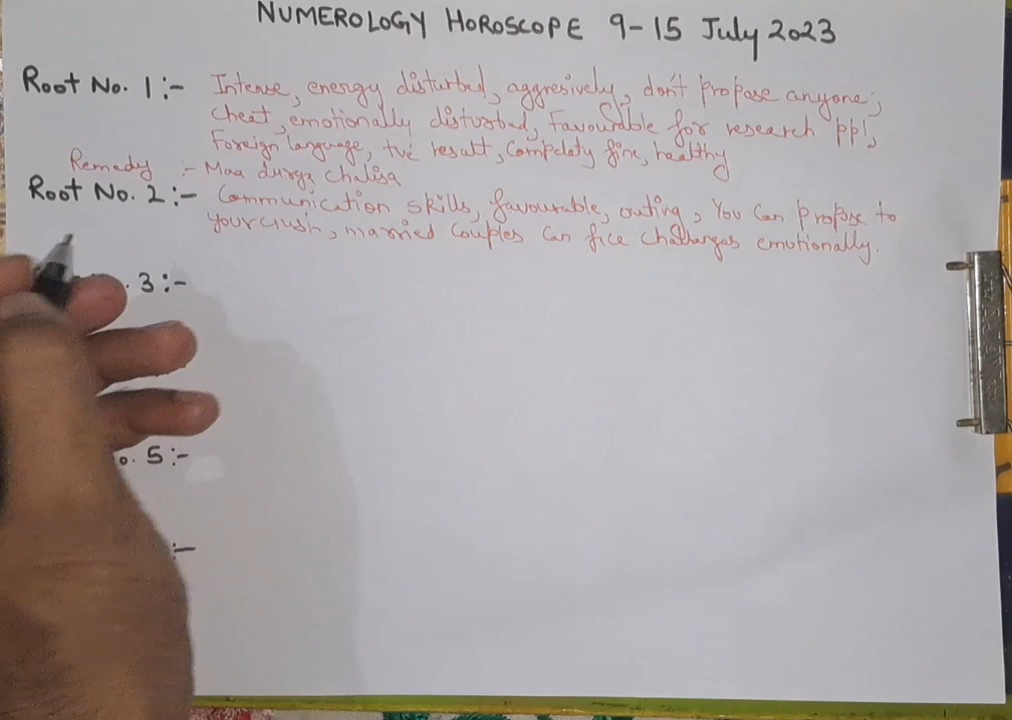 NUMEROLOGY HOROSCOPE 9-15 July 2023
Root No. 1:- Intense, energy disturbed, aggresively, don't propose anyone,
cheat, emotionally disturbed, Favourable for research ppl,
Foreign language, +ve result, Completely fine, healthy
Remedy :- Maa durga Chalisa
Root No. 2:- Communication skills, favourable, outing, You Can propose to
your crush, married couples can face challanges emotionally.
. 3:-
o. 5:-
:-